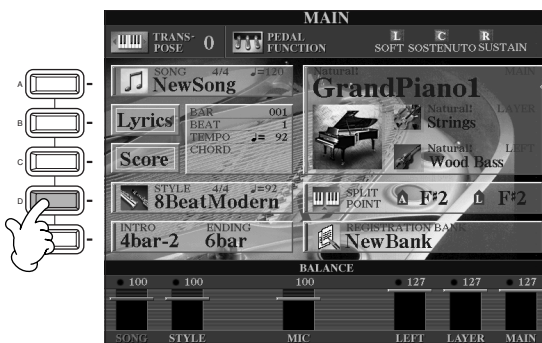 MAIN
TRANS-
POSE 0
PEDAL
FUNCTION
L C R
SOFT SOSTENUTO SUSTAIN
A
B
C
D
SONG 4/4 ♩=120
NewSong
Lyrics
Score
BAR 001
BEAT 1
TEMPO ♩= 92
CHORD
STYLE 4/4 ♩=92
8BeatModern
INTRO ENDING
4bar-2 6bar
Natural! MAIN
GrandPiano1
Natural! LAYER
Strings
Natural! LEFT
Wood Bass
SPLIT
POINT A F#2 L F#2
REGISTRATION BANK
NewBank
BALANCE
100 100 100 127 127 127
SONG STYLE MIC LEFT LAYER MAIN